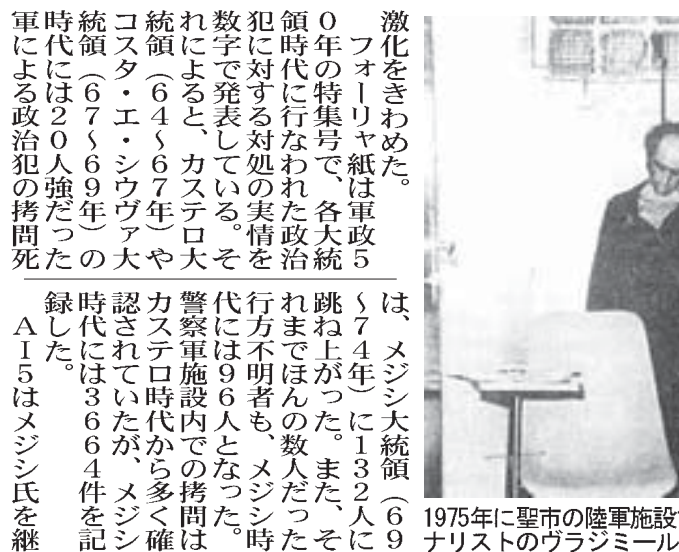 激化をきわめた。
　フォーリャ紙は軍政５
０年の特集号で、各大統
領時代に行なわれた政治
犯に対する対処の実情を
数字で発表している。そ
れによると、カステロ大
統領（６４～６７年）や
コスタ・エ・シウヴァ大
統領（６７～６９年）の
時代には２０人強だった
軍による政治犯の拷問死
は、メジシ大統領（６９
～７４年）に１３２人に
跳ね上がった。また、そ
れまでほんの数人だった
行方不明者も、メジシ時
代には９６人となった。
警察軍施設内での拷問は
カステロ時代から多く確
認されていたが、メジシ
時代には３６６４件を記
録した。
　ＡＩ５はメジシ氏を継
1975年に聖市の陸軍施設
ナリストのヴラジミール